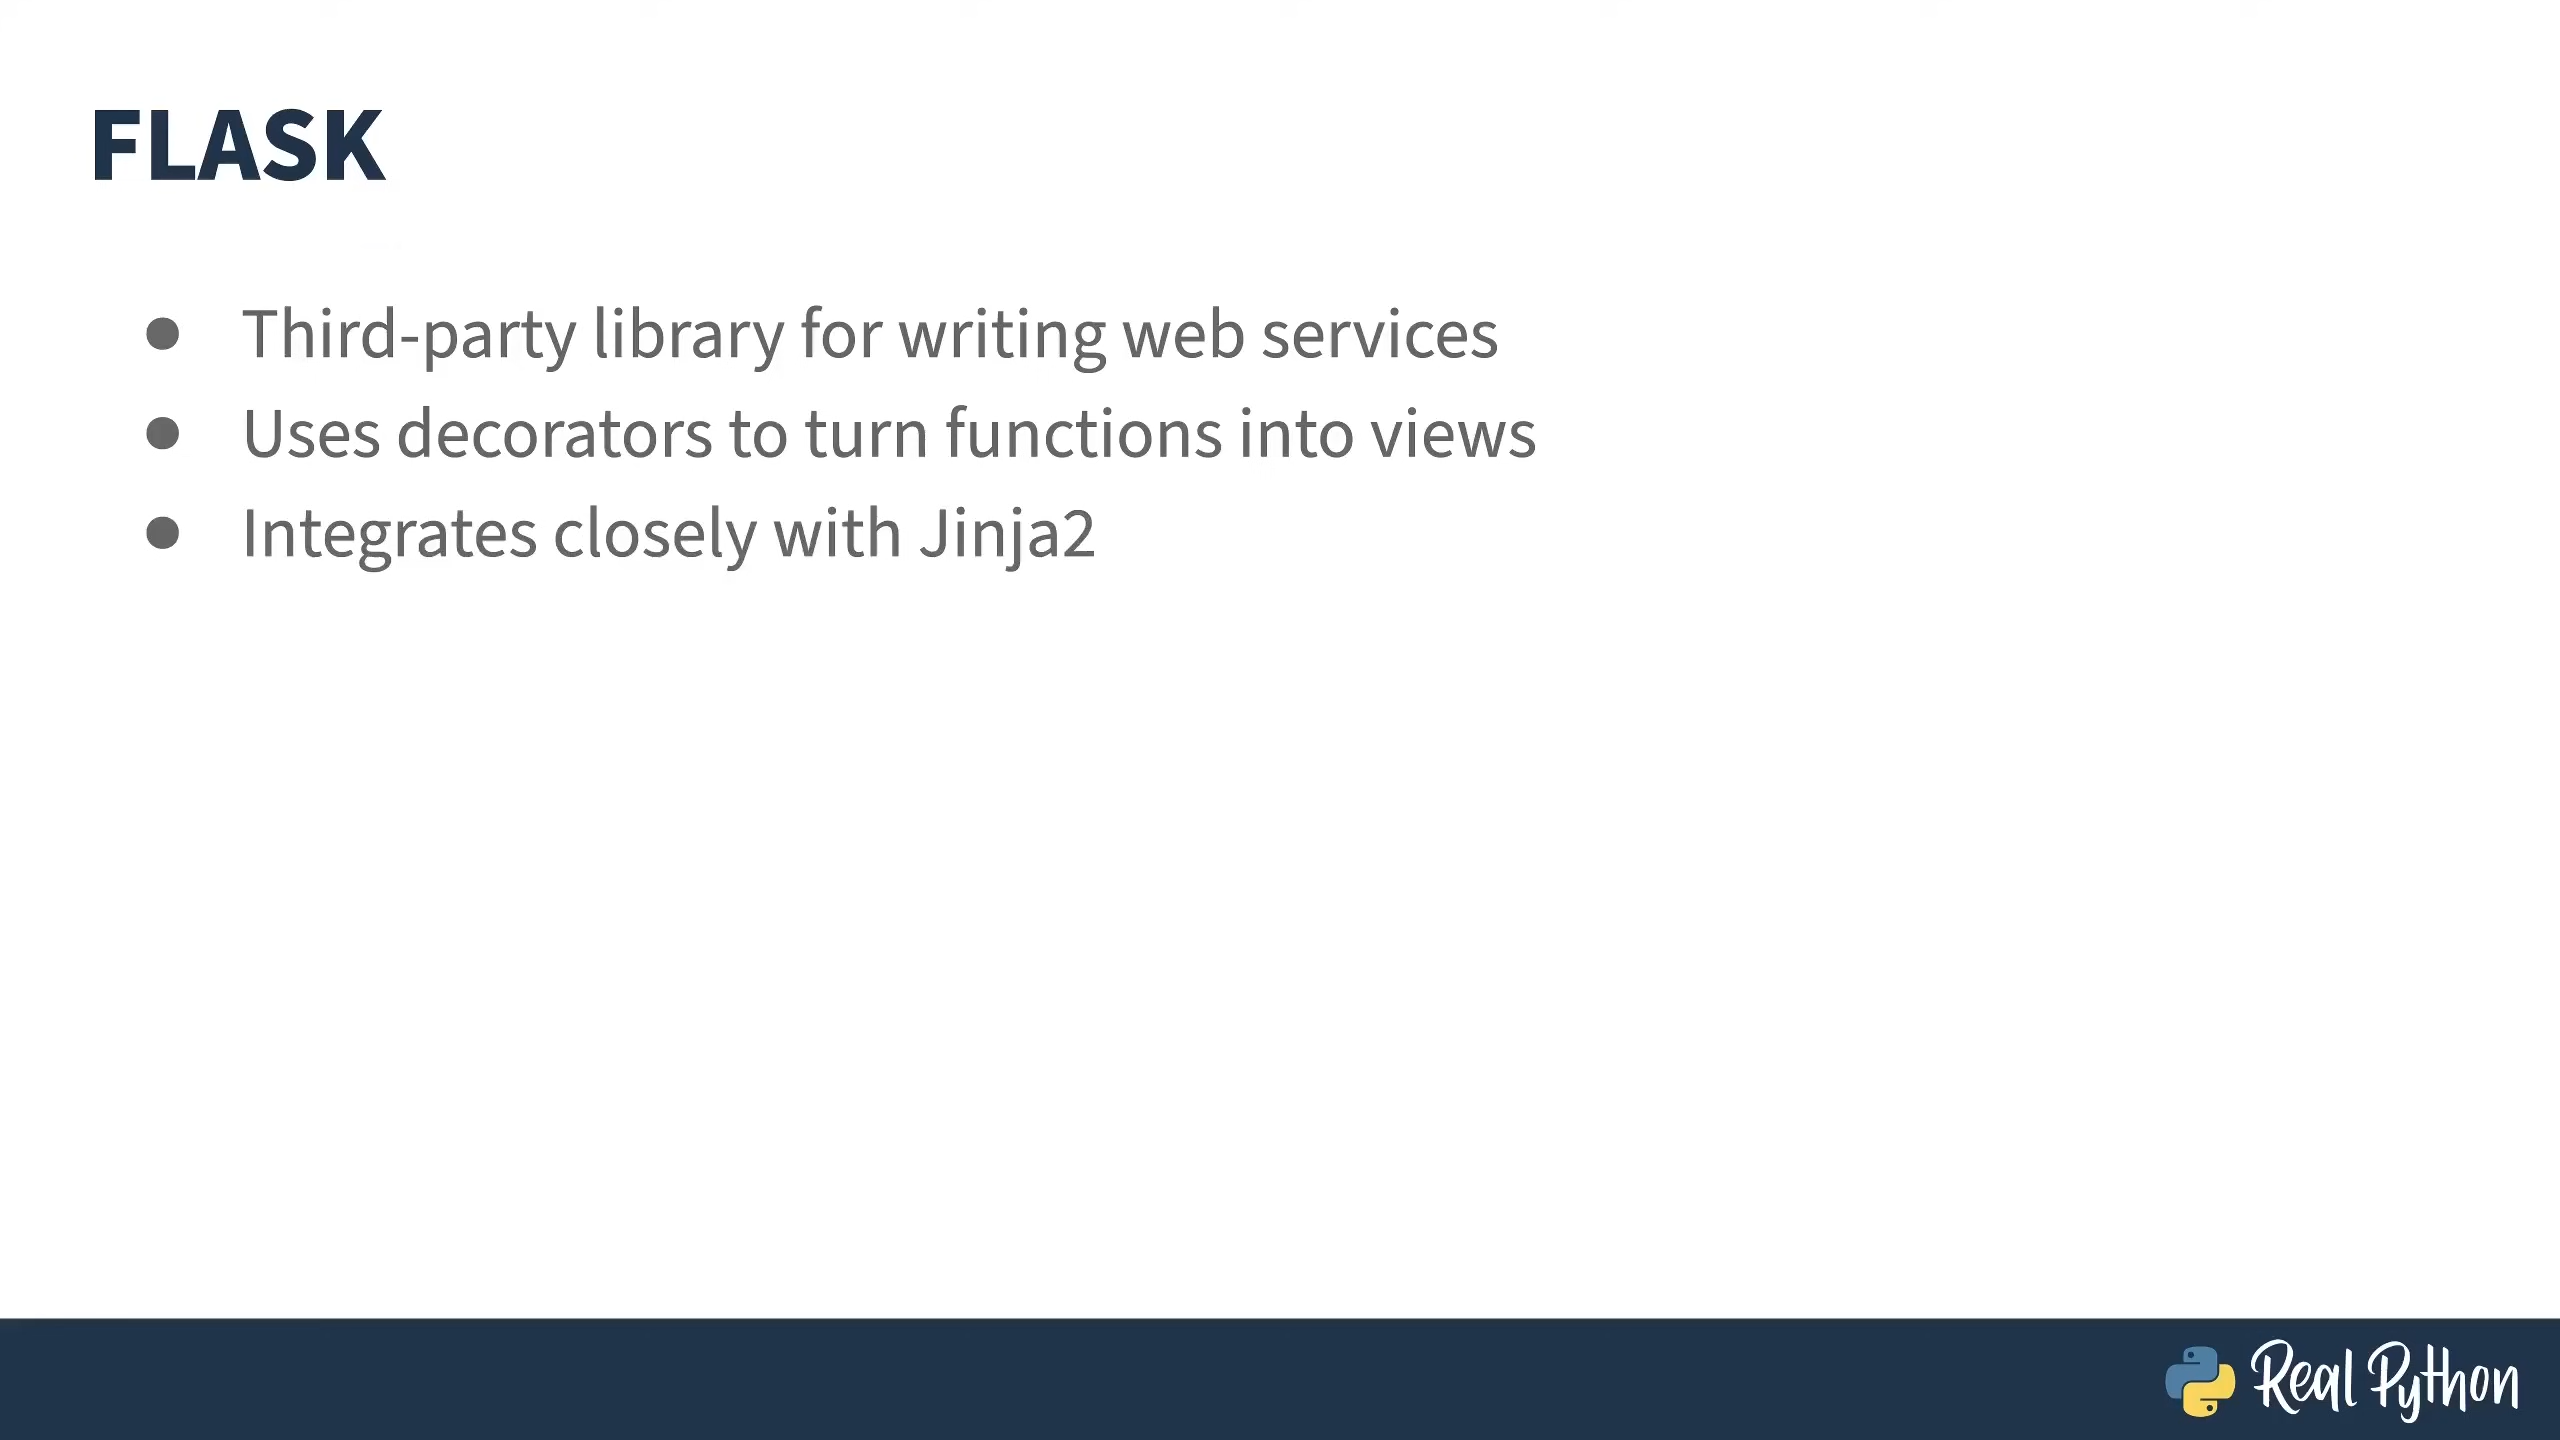 FLASK
● Third-party library for writing web services
● Uses decorators to turn functions into views
● Integrates closely with Jinja2
Real Python